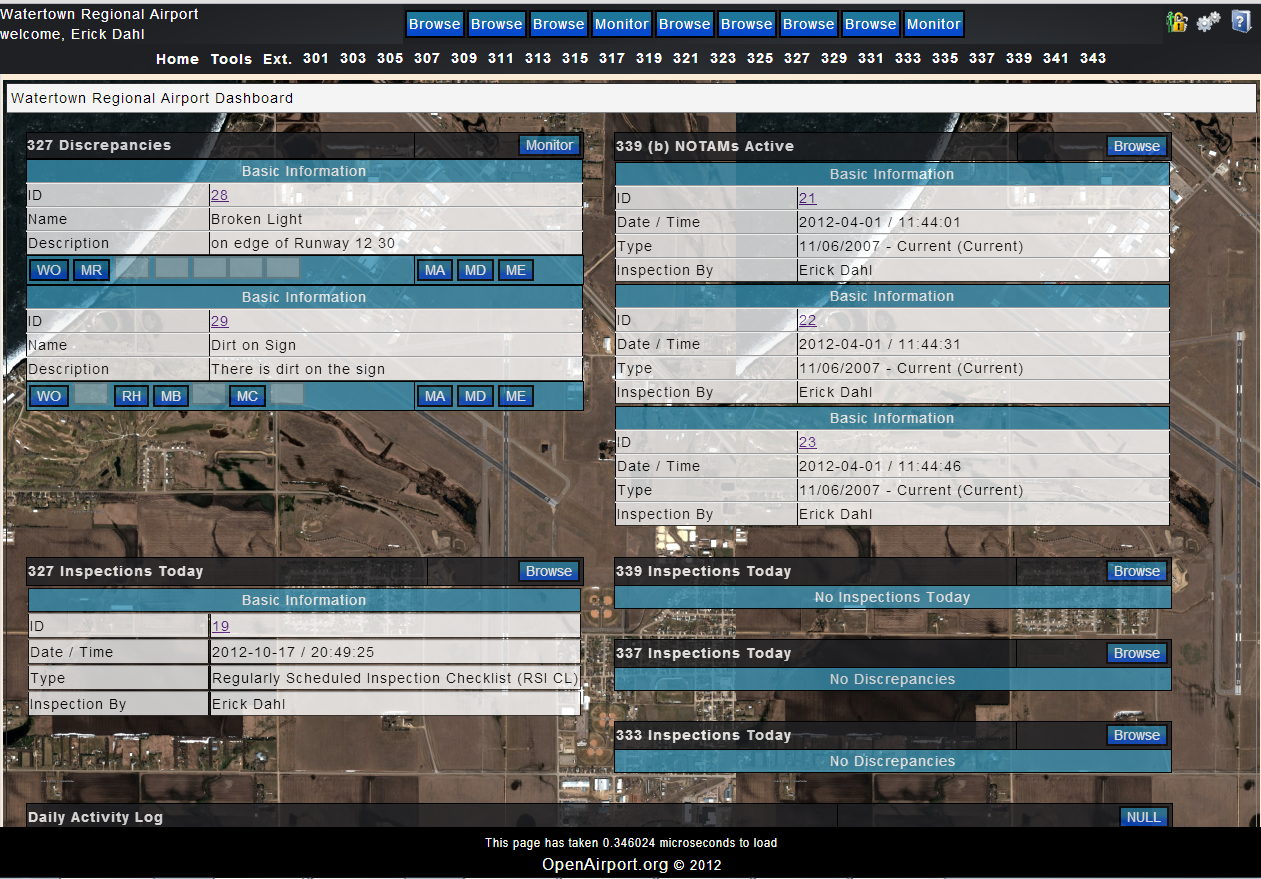 Watertown Regional Airport
welcome, Erick Dahl
Browse Browse Browse Monitor Browse Browse Browse Browse Monitor
Home Tools Ext. 301 303 305 307 309 311 313 315 317 319 321 323 325 327 329 331 333 335 337 339 341 343
Watertown Regional Airport Dashboard
327 Discrepancies Monitor
Basic Information
ID 28
Name Broken Light
Description on edge of Runway 12 30
WO MR MA MD ME
Basic Information
ID 29
Name Dirt on Sign
Description There is dirt on the sign
WO RH MB MC MA MD ME
339 (b) NOTAMs Active Browse
Basic Information
ID 21
Date / Time 2012-04-01 / 11:44:01
Type 11/06/2007 - Current (Current)
Inspection By Erick Dahl
Basic Information
ID 22
Date / Time 2012-04-01 / 11:44:31
Type 11/06/2007 - Current (Current)
Inspection By Erick Dahl
Basic Information
ID 23
Date / Time 2012-04-01 / 11:44:46
Type 11/06/2007 - Current (Current)
Inspection By Erick Dahl
327 Inspections Today Browse
Basic Information
ID 19
Date / Time 2012-10-17 / 20:49:25
Type Regularly Scheduled Inspection Checklist (RSI CL)
Inspection By Erick Dahl
339 Inspections Today Browse
No Inspections Today
337 Inspections Today Browse
No Discrepancies
333 Inspections Today Browse
No Discrepancies
Daily Activity Log NULL
This page has taken 0.346024 microseconds to load
OpenAirport.org © 2012